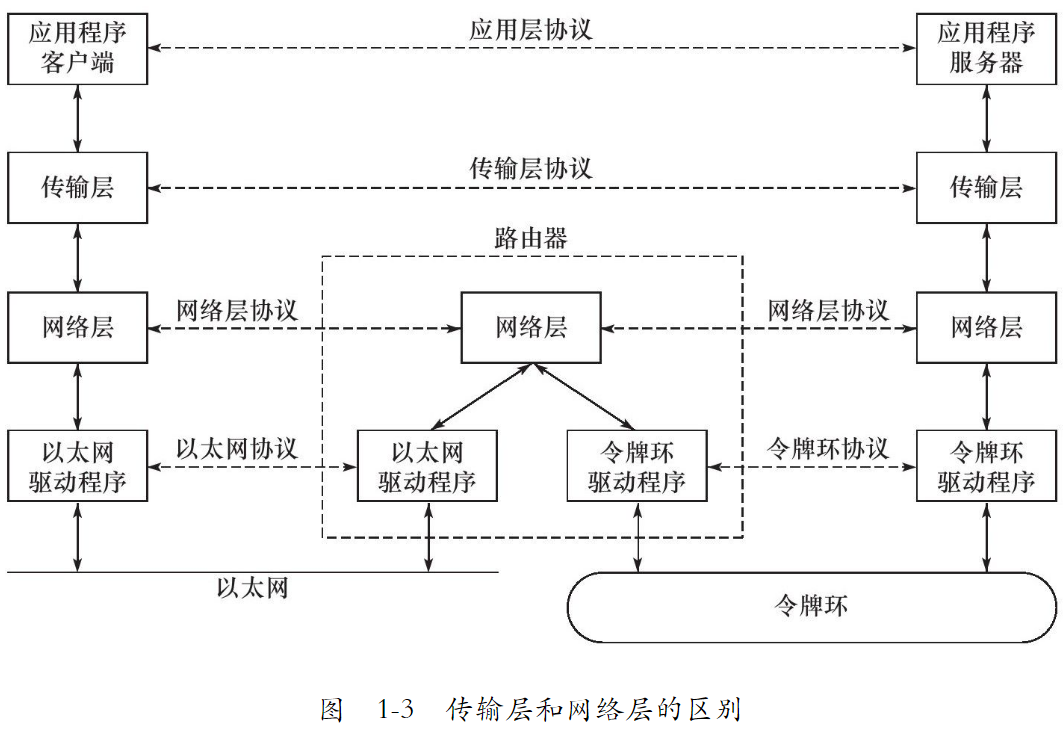 应用程序
客户端
应用层协议
应用程序
服务器
传输层
传输层协议
传输层
路由器
网络层
网络层协议
网络层
网络层协议
网络层
以太网
驱动程序
以太网协议
以太网
驱动程序
令牌环
驱动程序
令牌环协议
令牌环
驱动程序
以太网
令牌环
图 1-3 传输层和网络层的区别